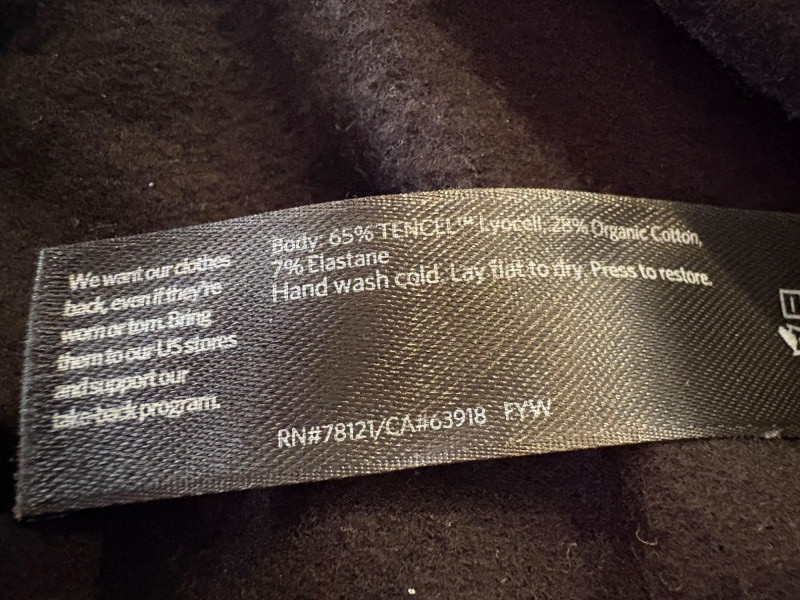 We want our clothes
back, even if they're
worn or torn. Bring
them to our US stores
and support our
take-back program.
Body: 65% TENCEL™ Lyocell, 28% Organic Cotton,
7% Elastane
Hand wash cold. Lay flat to dry. Press to restore.
RN#78121/CA#63918 FYW